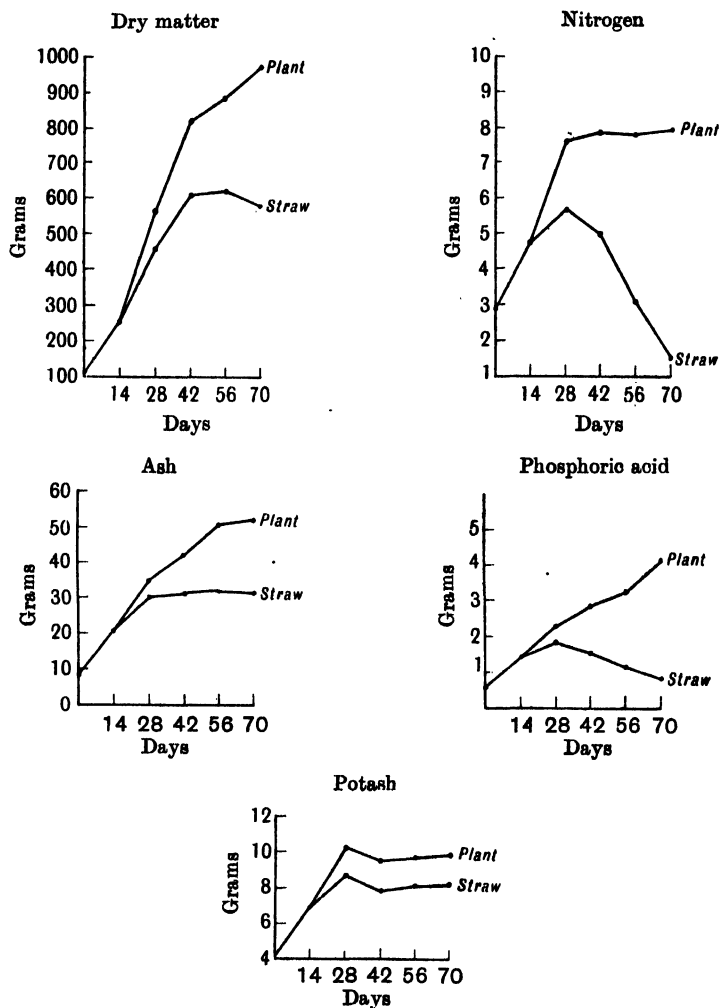 Dry matter
1000
900
800
700
600
500
400
300
200
100
Grams
Plant
Straw
14 28 42 56 70
Days
Nitrogen
10
9
8
7
6
5
4
3
2
1
Grams
Plant
Straw
14 28 42 56 70
Days
Ash
60
50
40
30
20
10
0
Grams
Plant
Straw
14 28 42 56 70
Days
Phosphoric acid
5
4
3
2
1
Grams
Plant
Straw
14 28 42 56 70
Days
Potash
12
10
8
6
4
Grams
Plant
Straw
14 28 42 56 70
Days